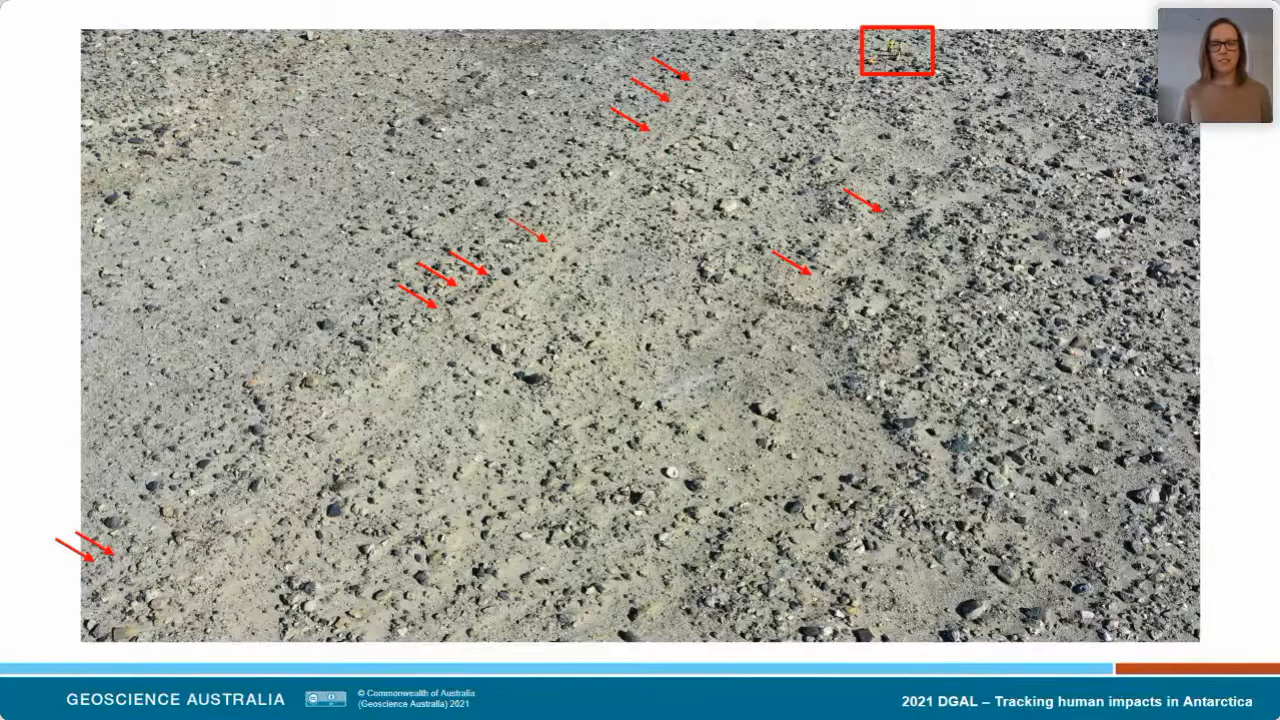 GEOSCIENCE AUSTRALIA
© Commonwealth of Australia
(Geoscience Australia) 2021
2021 DGAL – Tracking human impacts in Antarctica